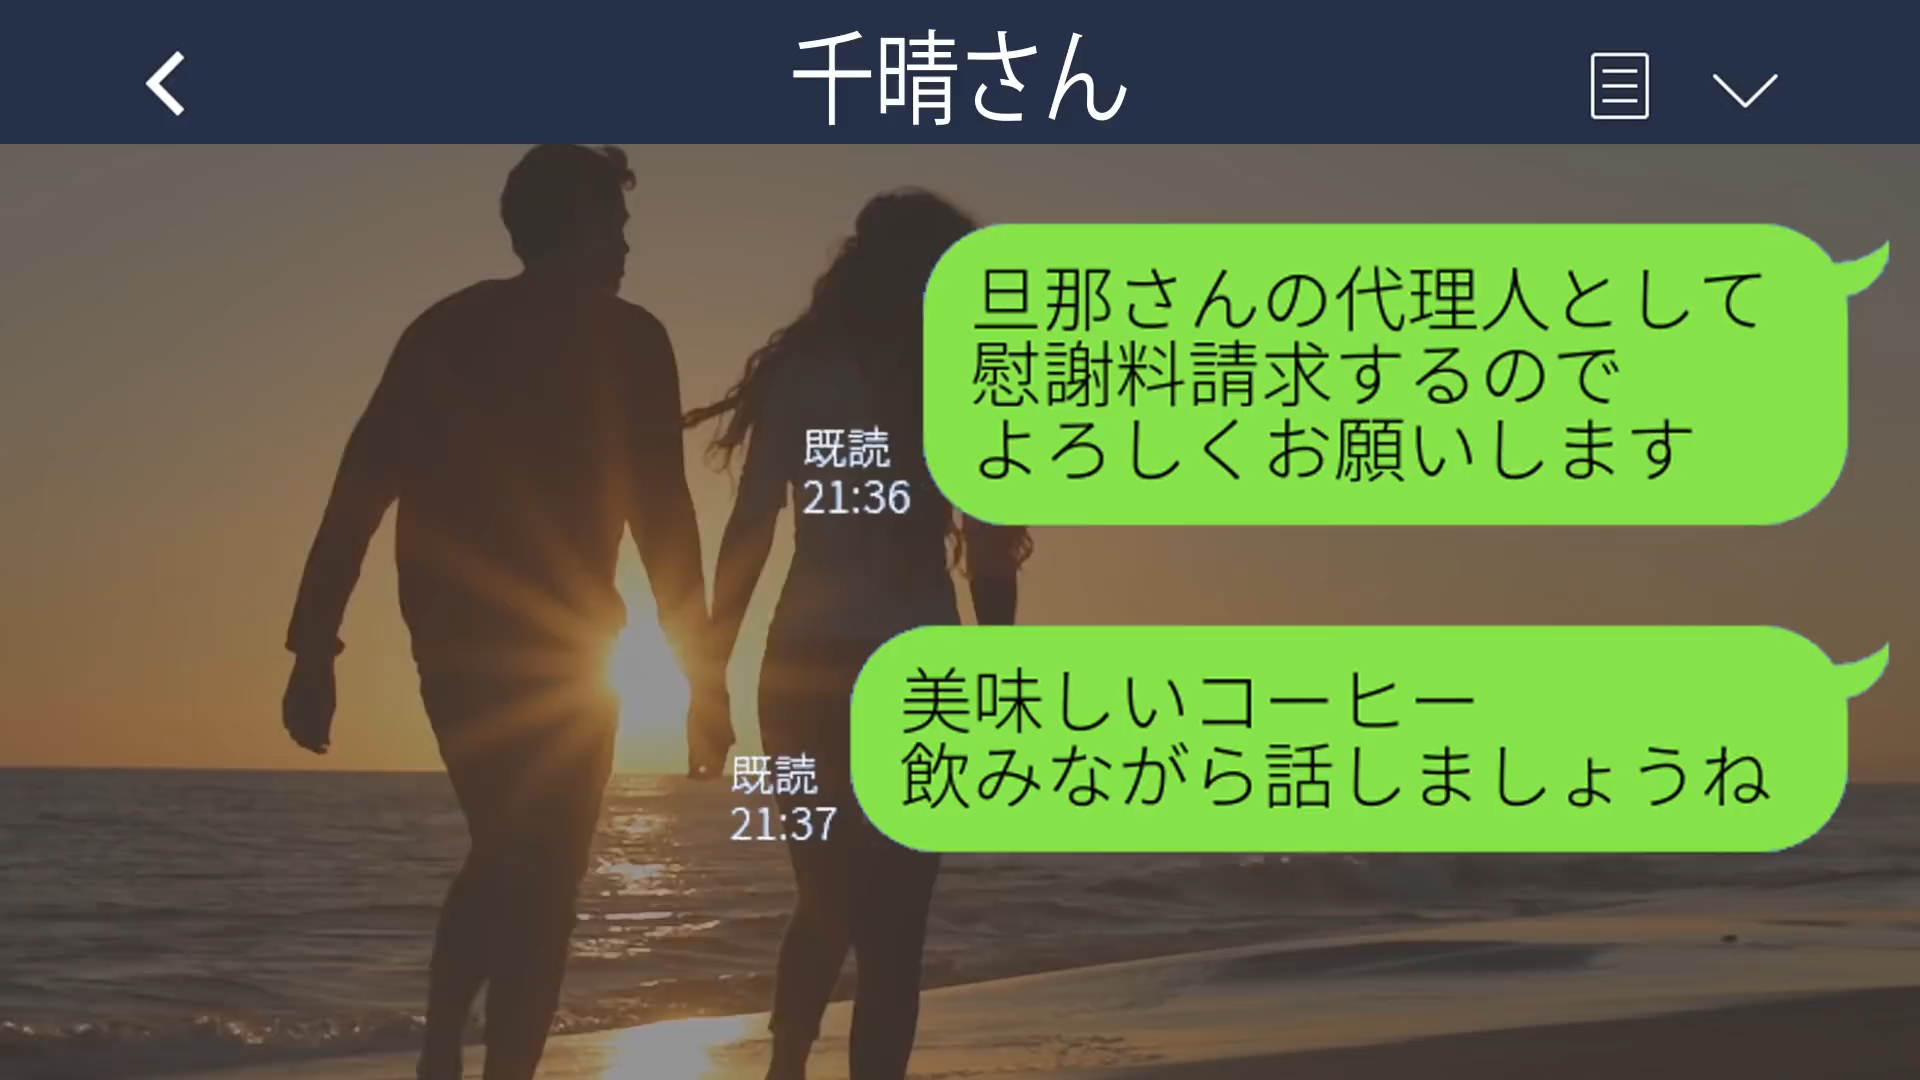 千晴さん
旦那さんの代理人として
慰謝料請求するので
よろしくお願いします
既読
21:36
美味しいコーヒー
飲みながら話しましょうね
既読
21:37